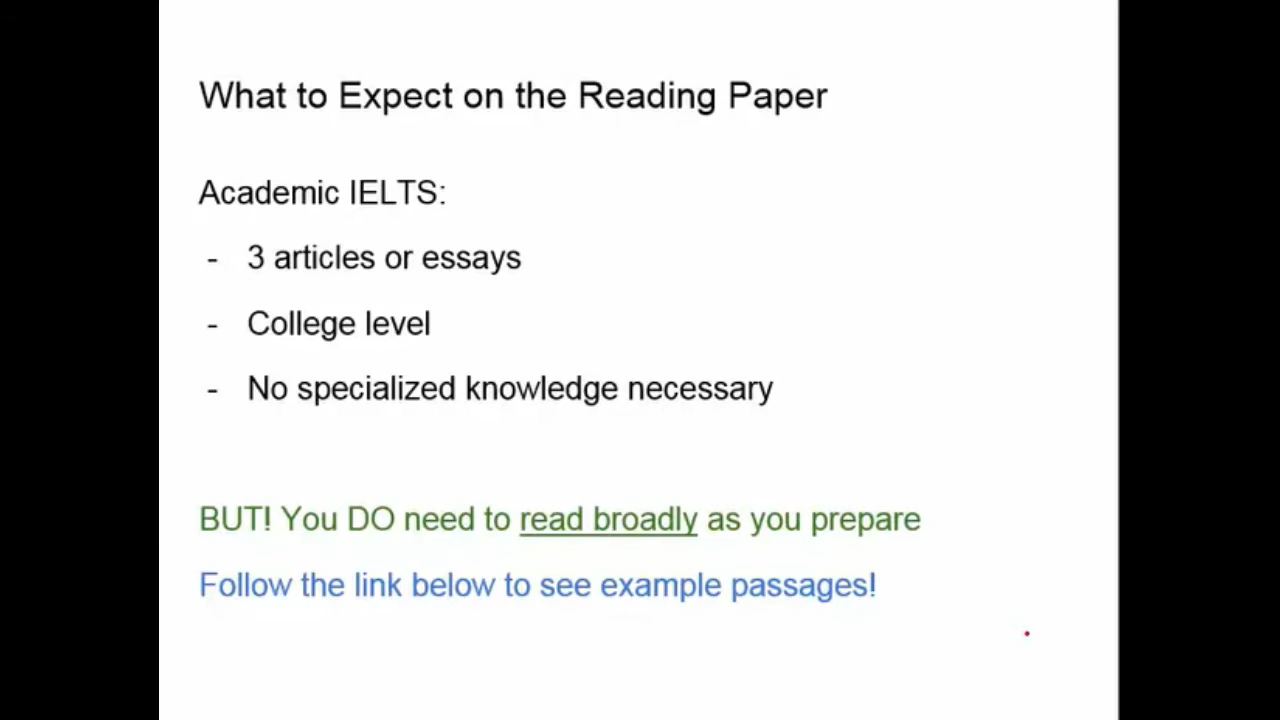 What to Expect on the Reading Paper
Academic IELTS:
- 3 articles or essays
- College level
- No specialized knowledge necessary
BUT! You DO need to read broadly as you prepare
Follow the link below to see example passages!